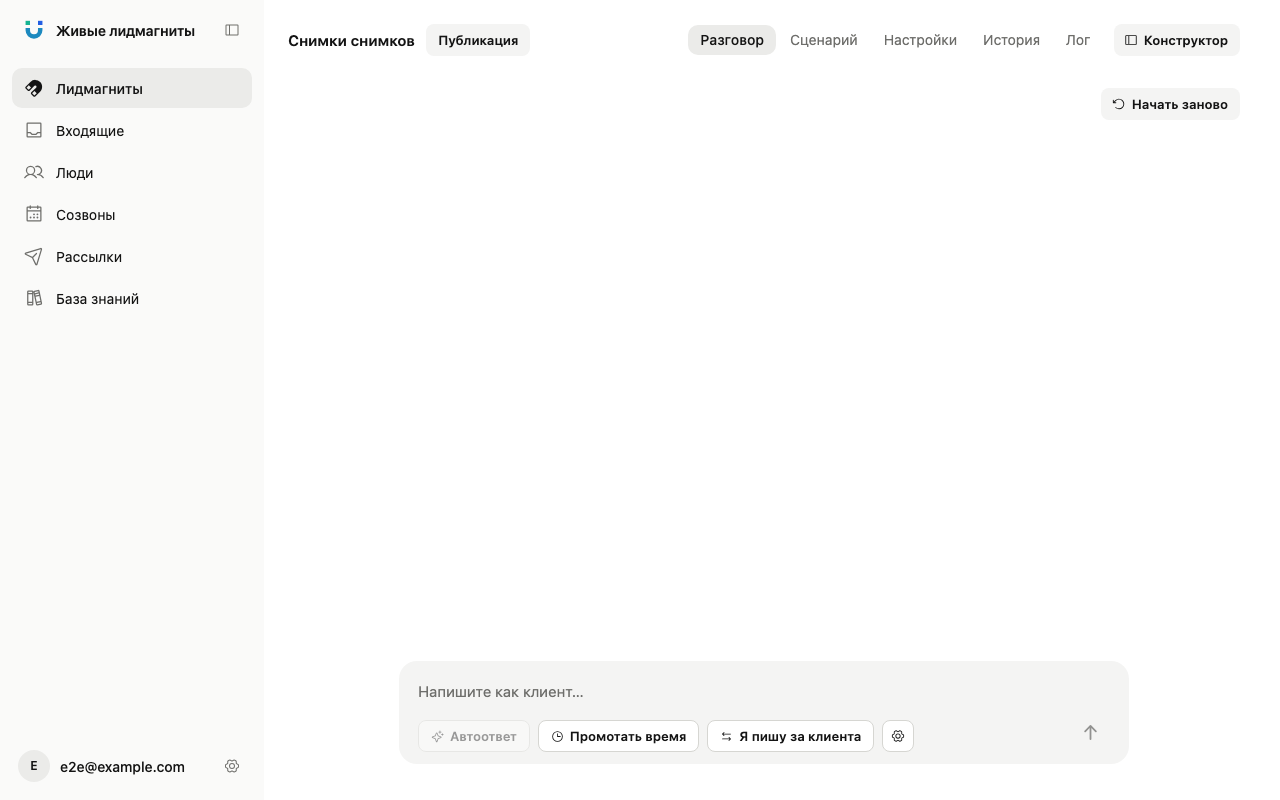 Живые лидмагниты
Лидмагниты
Входящие
Люди
Созвоны
Рассылки
База знаний
E
e2e@example.com
Снимки снимков
Публикация
Разговор
Сценарий
Настройки
История
Лог
Конструктор
Начать заново
Напишите как клиент...
Автоответ
Промотать время
Я пишу за клиента